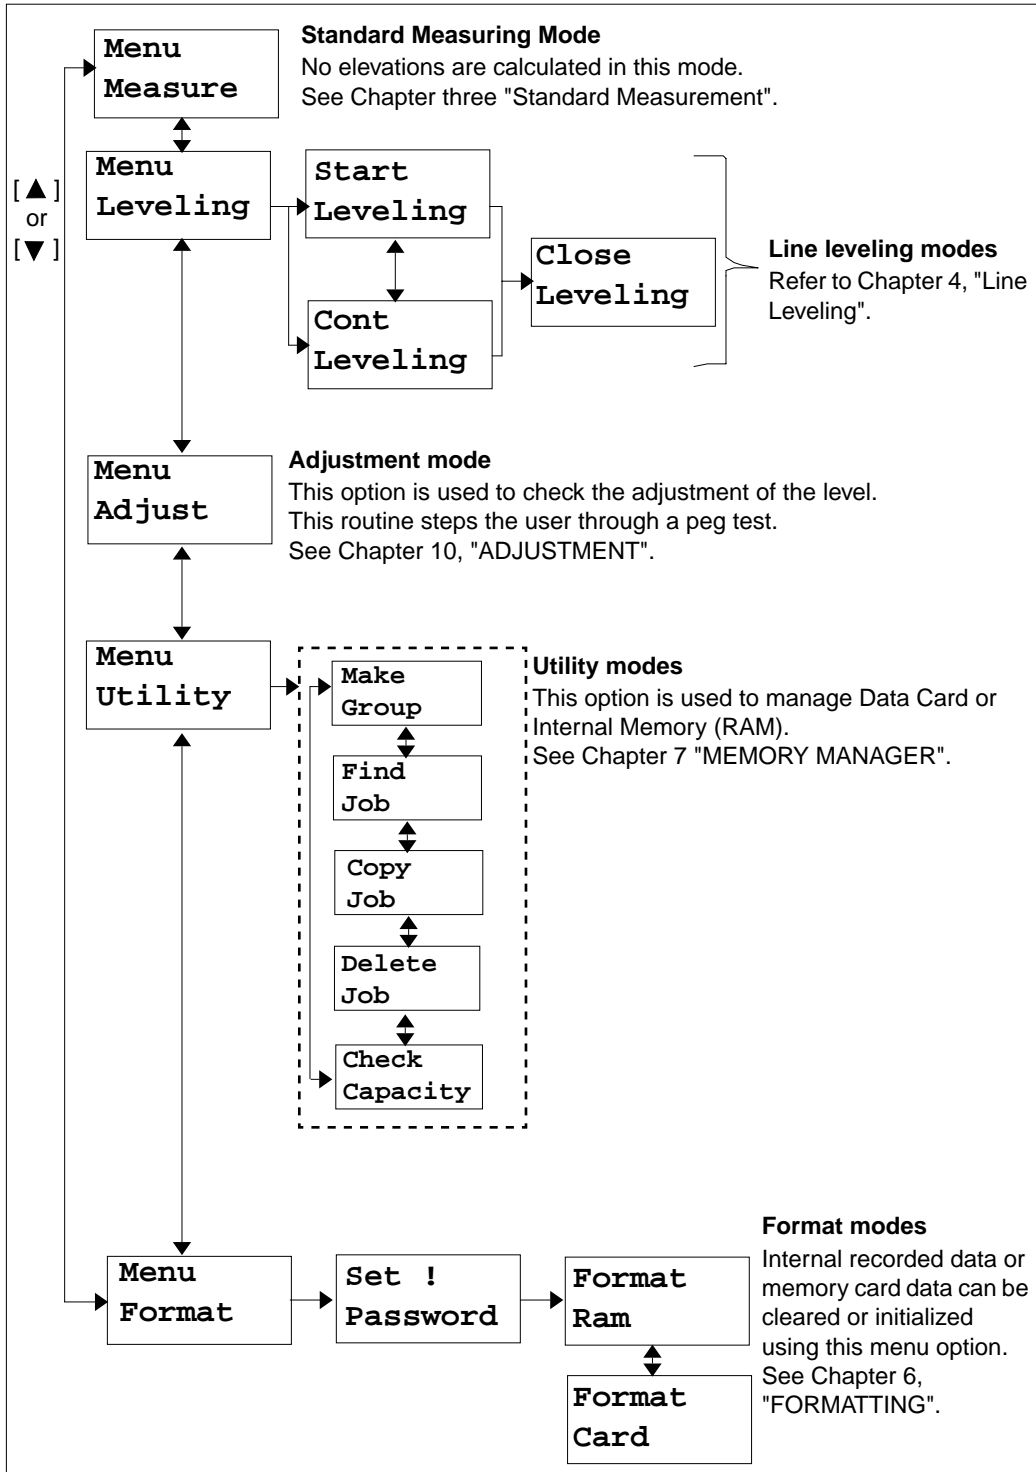 Menu
Measure
Standard Measuring Mode
No elevations are calculated in this mode.
See Chapter three "Standard Measurement".
[▲]
or
[▼]
Menu
Leveling
Start
Leveling
Cont
Leveling
Close
Leveling
Line leveling modes
Refer to Chapter 4, "Line
Leveling".
Menu
Adjust
Adjustment mode
This option is used to check the adjustment of the level.
This routine steps the user through a peg test.
See Chapter 10, "ADJUSTMENT".
Menu
Utility
Make
Group
Find
Job
Copy
Job
Delete
Job
Check
Capacity
Utility modes
This option is used to manage Data Card or
Internal Memory (RAM).
See Chapter 7 "MEMORY MANAGER".
Menu
Format
Set !
Password
Format
Ram
Format
Card
Format modes
Internal recorded data or
memory card data can be
cleared or initialized
using this menu option.
See Chapter 6,
"FORMATTING".